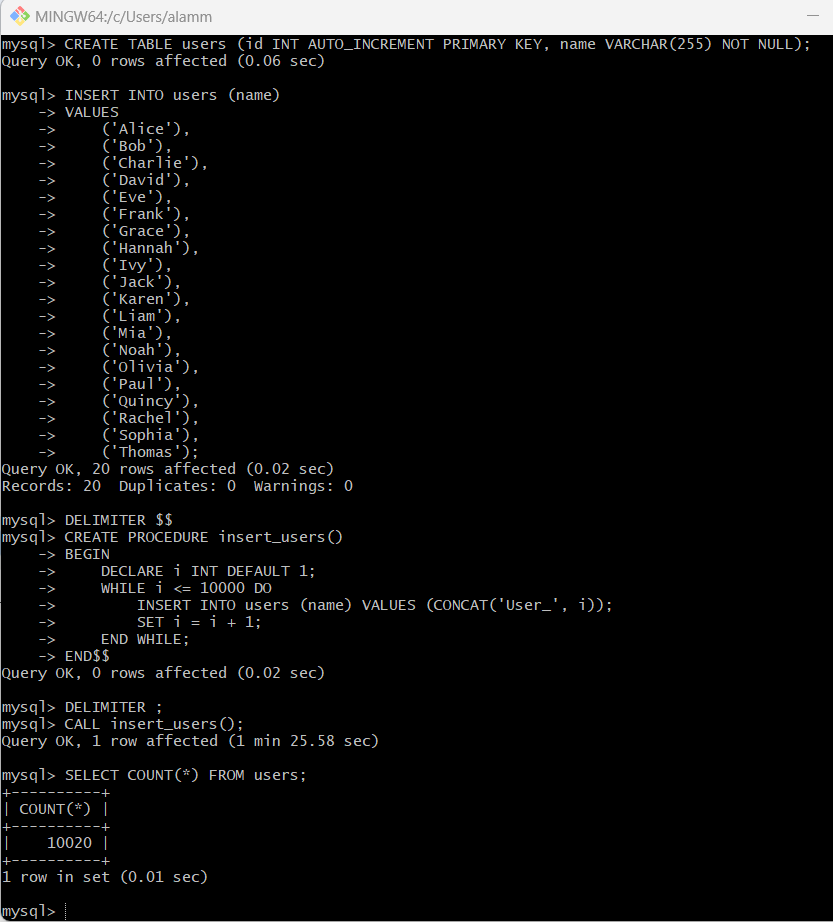 MINGW64:/c/Users/alamm
mysql> CREATE TABLE users (id INT AUTO_INCREMENT PRIMARY KEY, name VARCHAR(255) NOT NULL);
Query OK, 0 rows affected (0.06 sec)
mysql> INSERT INTO users (name)
    -> VALUES
    ->     ('Alice'),
    ->     ('Bob'),
    ->     ('Charlie'),
    ->     ('David'),
    ->     ('Eve'),
    ->     ('Frank'),
    ->     ('Grace'),
    ->     ('Hannah'),
    ->     ('Ivy'),
    ->     ('Jack'),
    ->     ('Karen'),
    ->     ('Liam'),
    ->     ('Mia'),
    ->     ('Noah'),
    ->     ('Olivia'),
    ->     ('Paul'),
    ->     ('Quincy'),
    ->     ('Rachel'),
    ->     ('Sophia'),
    ->     ('Thomas');
Query OK, 20 rows affected (0.02 sec)
Records: 20  Duplicates: 0  Warnings: 0
mysql> DELIMITER $$
mysql> CREATE PROCEDURE insert_users()
    -> BEGIN
    ->     DECLARE i INT DEFAULT 1;
    ->     WHILE i <= 10000 DO
    ->         INSERT INTO users (name) VALUES (CONCAT('User_', i));
    ->         SET i = i + 1;
    ->     END WHILE;
    -> END$$
Query OK, 0 rows affected (0.02 sec)
mysql> DELIMITER ;
mysql> CALL insert_users();
Query OK, 1 row affected (1 min 25.58 sec)
mysql> SELECT COUNT(*) FROM users;
+----------+
| COUNT(*) |
+----------+
|    10020 |
+----------+
1 row in set (0.01 sec)
mysql>